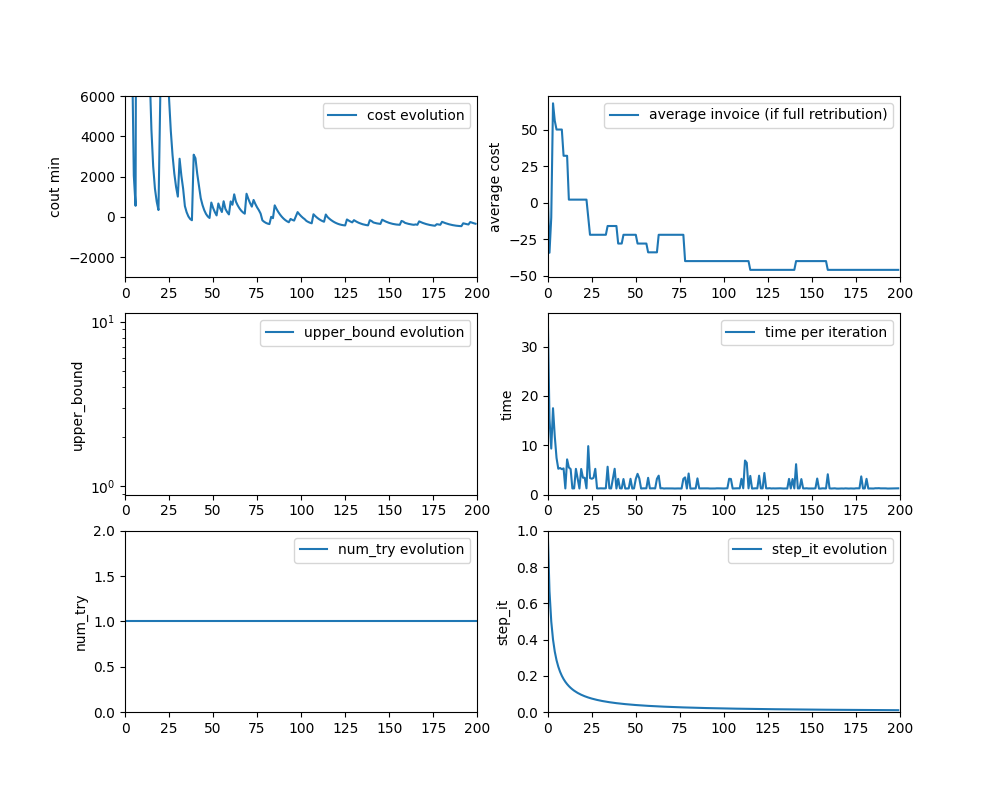 cost evolution
6000
4000
2000
0
−2000
cout min
0 25 50 75 100 125 150 175 200
average invoice (if full retribution)
50
25
0
−25
−50
average cost
0 25 50 75 100 125 150 175 200
upper_bound evolution
10¹
10⁰
upper_bound
time per iteration
30
20
10
0
time
0 25 50 75 100 125 150 175 200
0 25 50 75 100 125 150 175 200
num_try evolution
2.0
1.5
1.0
0.5
0.0
num_try
0 25 50 75 100 125 150 175 200
step_it evolution
1.0
0.8
0.6
0.4
0.2
0.0
step_it
0 25 50 75 100 125 150 175 200